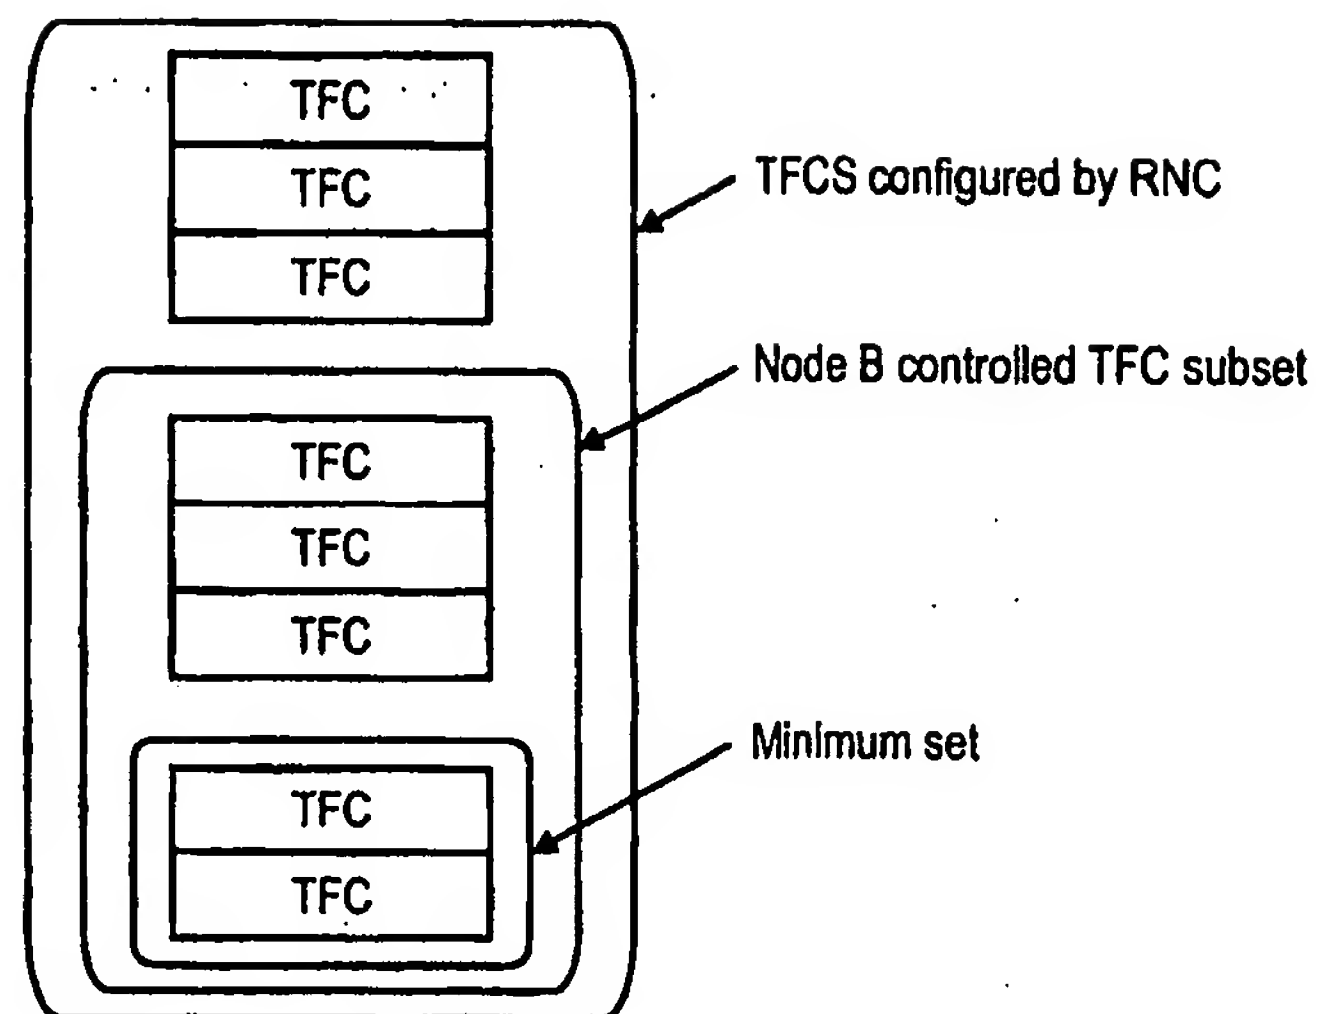 TFC
TFC
TFC
TFCS configured by RNC
Node B controlled TFC subset
TFC
TFC
TFC
Minimum set
TFC
TFC